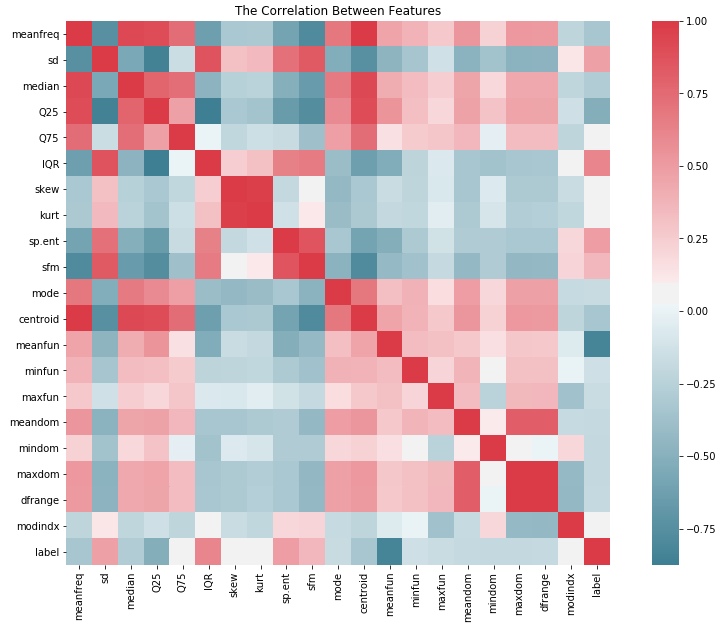 The Correlation Between Features
meanfreq
sd
median
Q25
Q75
IQR
skew
kurt
sp.ent
sfm
mode
centroid
meanfun
minfun
maxfun
meandom
mindom
maxdom
dfrange
modindx
label
meanfreq
sd
median
Q25
Q75
IQR
skew
kurt
sp.ent
sfm
mode
centroid
meanfun
minfun
maxfun
meandom
mindom
maxdom
dfrange
modindx
label
1.00
0.75
0.50
0.25
0.00
−0.25
−0.50
−0.75